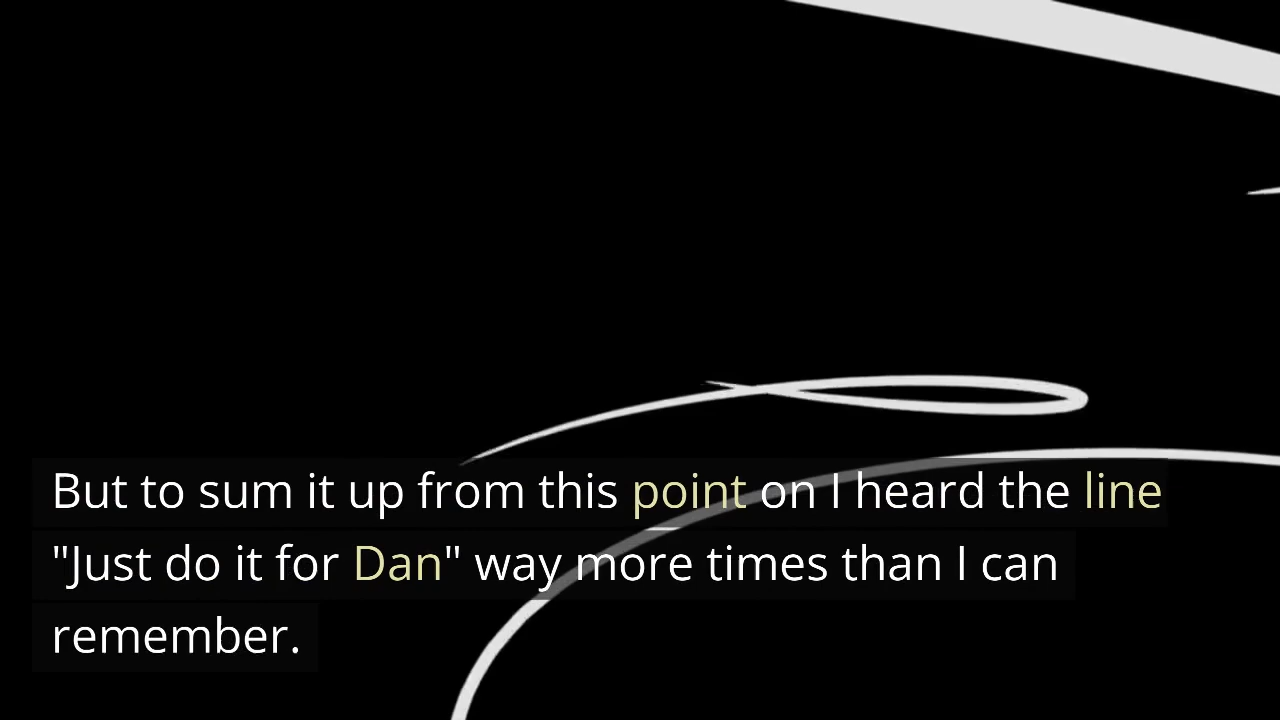 But to sum it up from this point on I heard the line
"Just do it for Dan" way more times than I can
remember.